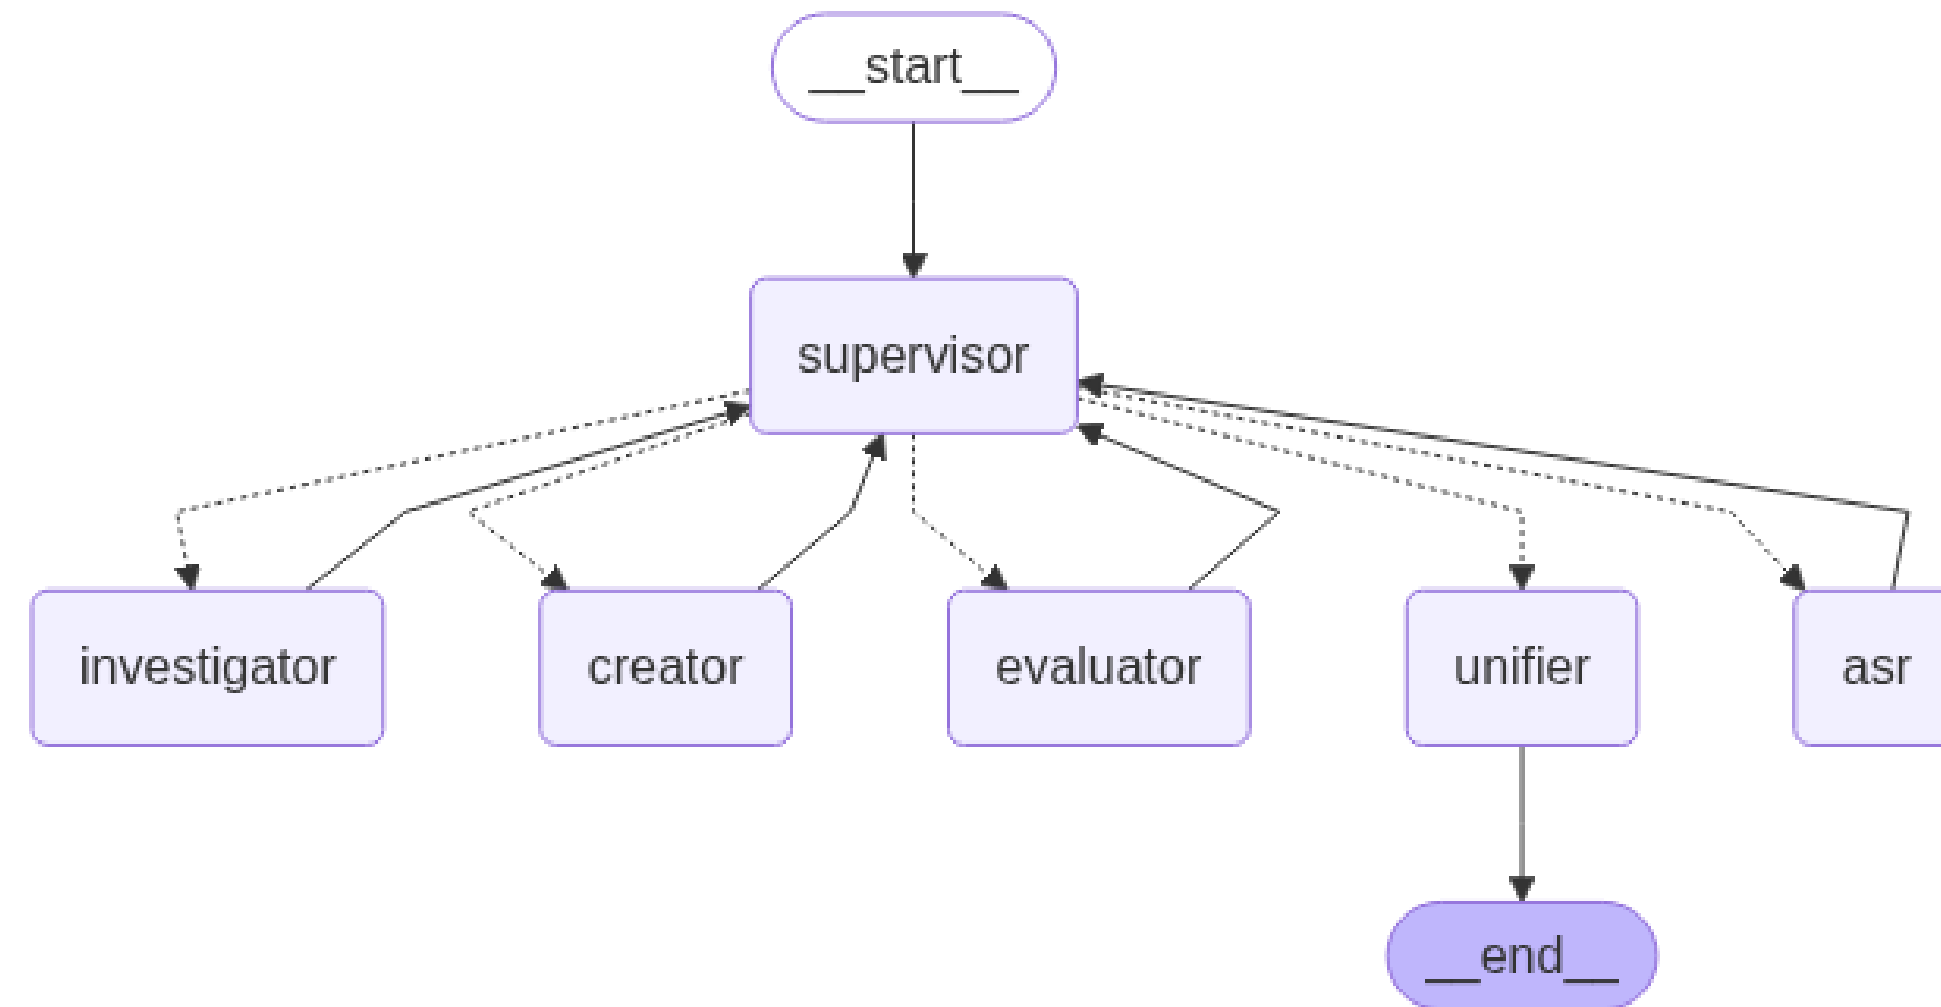 __start__
supervisor
investigator
creator
evaluator
unifier
asr
__end__